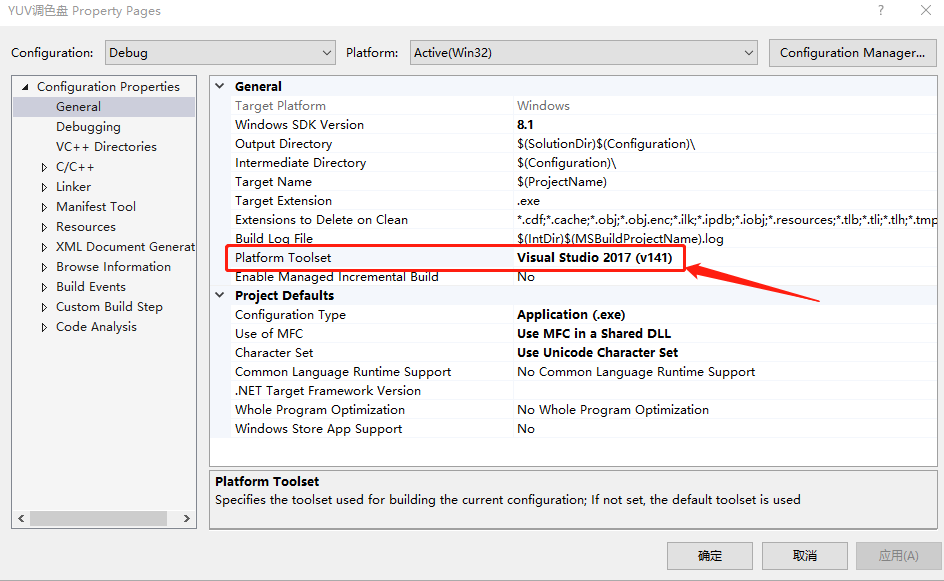 YUV调色盘 Property Pages
?
Configuration: Debug Platform: Active(Win32) Configuration Manager...
Configuration Properties
General
Debugging
VC++ Directories
C/C++
Linker
Manifest Tool
Resources
XML Document Generat
Browse Information
Build Events
Custom Build Step
Code Analysis
General
Target Platform Windows
Windows SDK Version 8.1
Output Directory $(SolutionDir)$(Configuration)\
Intermediate Directory $(Configuration)\
Target Name $(ProjectName)
Target Extension .exe
Extensions to Delete on Clean *.cdf;*.cache;*.obj;*.obj.enc;*.ilk;*.ipdb;*.iobj;*.resources;*.tlb;*.tli;*.tlh;*.tmp
Build Log File $(IntDir)$(MSBuildProjectName).log
Platform Toolset Visual Studio 2017 (v141)
Enable Managed Incremental Build No
Project Defaults
Configuration Type Application (.exe)
Use of MFC Use MFC in a Shared DLL
Character Set Use Unicode Character Set
Common Language Runtime Support No Common Language Runtime Support
.NET Target Framework Version
Whole Program Optimization No Whole Program Optimization
Windows Store App Support No
Platform Toolset
Specifies the toolset used for building the current configuration; If not set, the default toolset is used
确定 取消 应用(A)